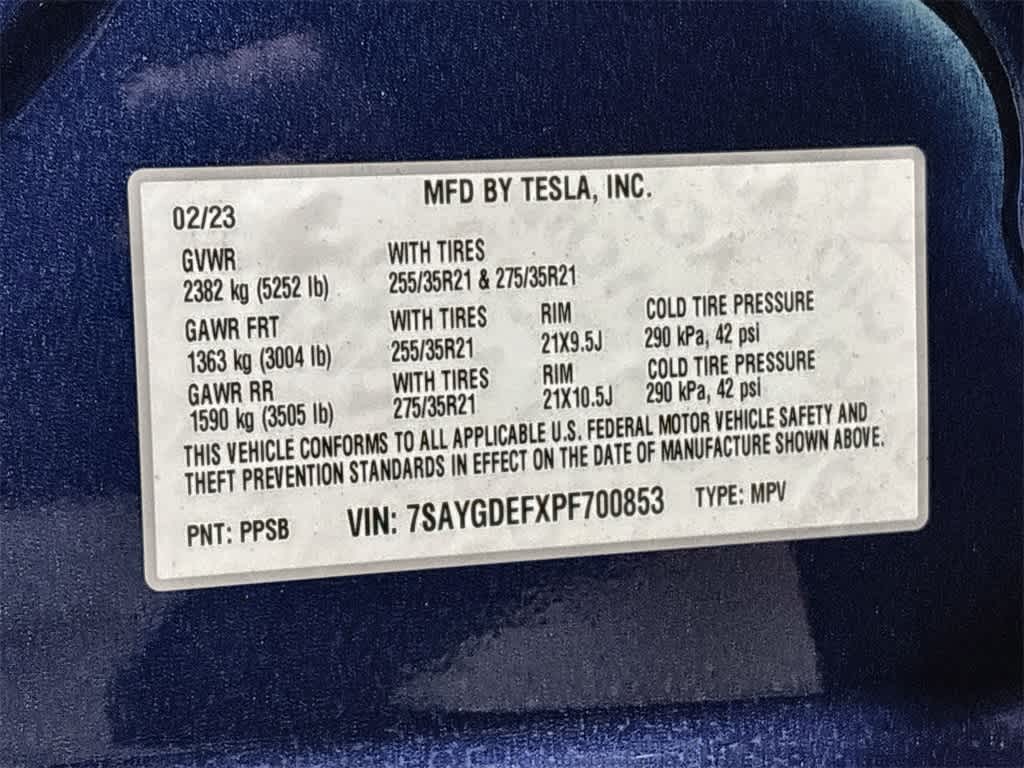 MFD BY TESLA, INC.
02/23
GVWR WITH TIRES
2382 kg (5252 lb) 255/35R21 & 275/35R21
GAWR FRT WITH TIRES RIM COLD TIRE PRESSURE
1363 kg (3004 lb) 255/35R21 21X9.5J 290 kPa, 42 psi
GAWR RR WITH TIRES RIM COLD TIRE PRESSURE
1590 kg (3505 lb) 275/35R21 21X10.5J 290 kPa, 42 psi
THIS VEHICLE CONFORMS TO ALL APPLICABLE U.S. FEDERAL MOTOR VEHICLE SAFETY AND
THEFT PREVENTION STANDARDS IN EFFECT ON THE DATE OF MANUFACTURE SHOWN ABOVE.
PNT: PPSB VIN: 7SAYGDEFXPF700853 TYPE: MPV